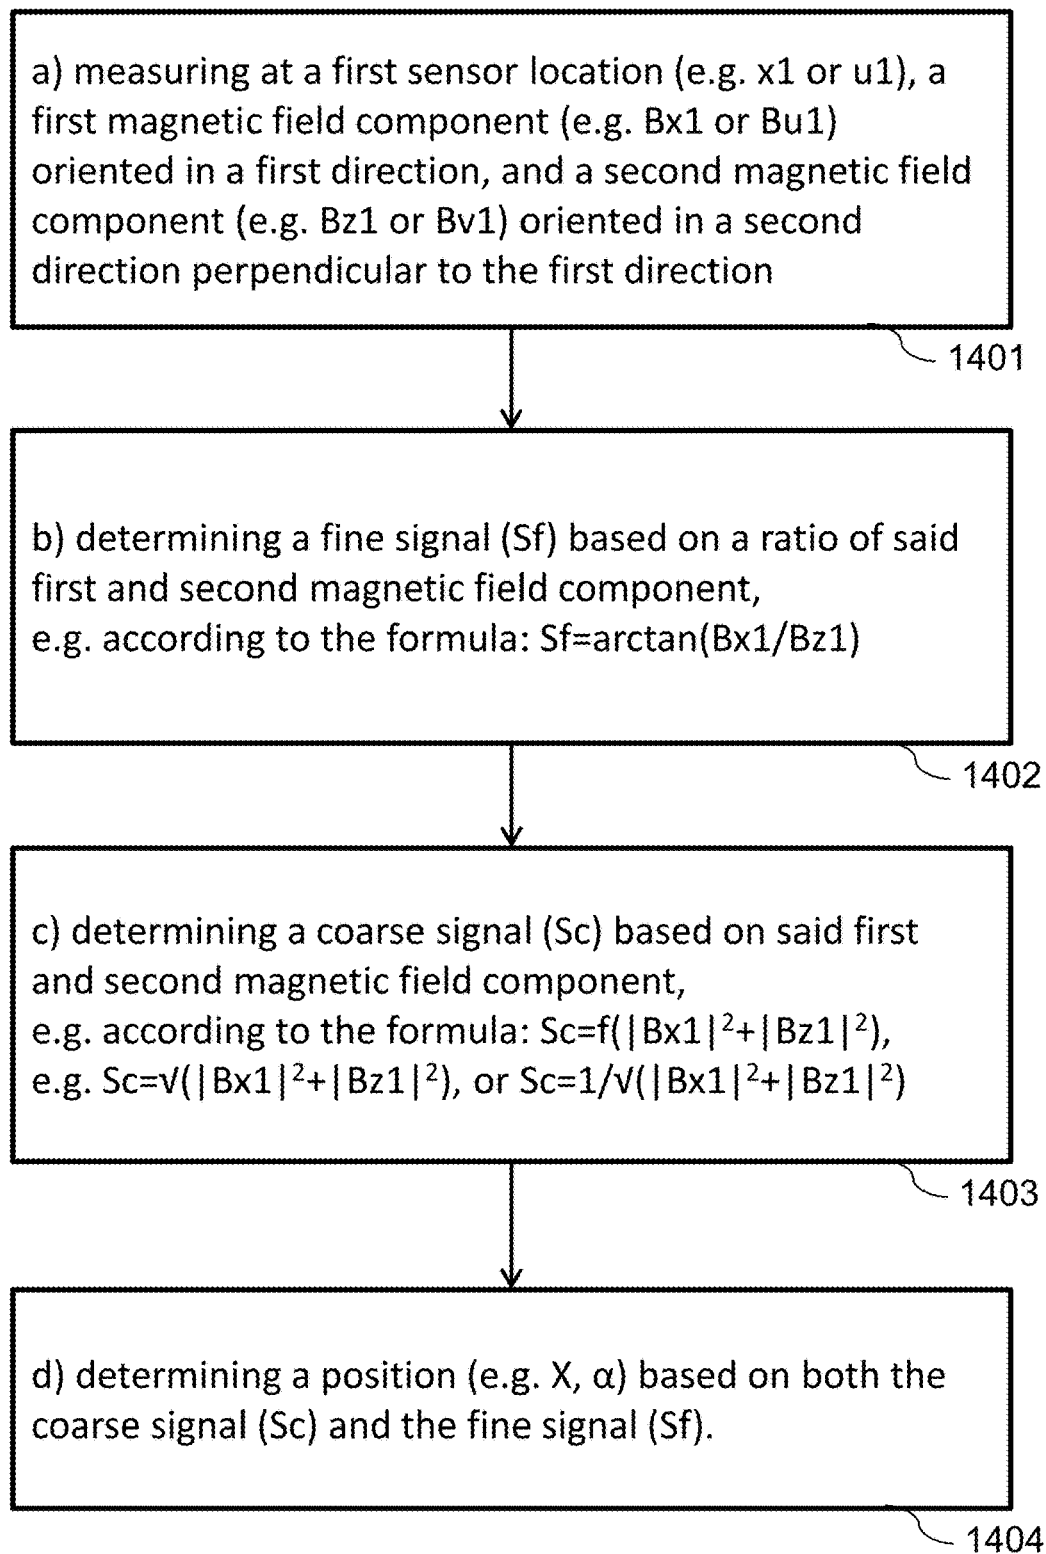 a) measuring at a first sensor location (e.g. x1 or u1), a
first magnetic field component (e.g. Bx1 or Bu1)
oriented in a first direction, and a second magnetic field
component (e.g. Bz1 or Bv1) oriented in a second
direction perpendicular to the first direction
1401
b) determining a fine signal (Sf) based on a ratio of said
first and second magnetic field component,
e.g. according to the formula: Sf=arctan(Bx1/Bz1)
1402
c) determining a coarse signal (Sc) based on said first
and second magnetic field component,
e.g. according to the formula: Sc=f(|Bx1|²+|Bz1|²),
e.g. Sc=√(|Bx1|²+|Bz1|²), or Sc=1/√(|Bx1|²+|Bz1|²)
1403
d) determining a position (e.g. X, α) based on both the
coarse signal (Sc) and the fine signal (Sf).
1404